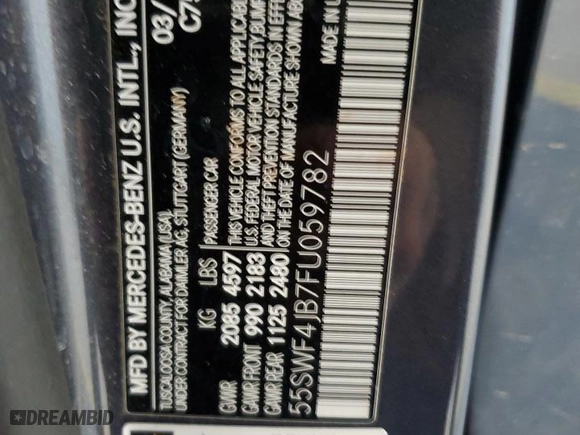 MFD BY MERCEDES-BENZ U.S. INTL., INC
TUSCALOOSA COUNTY, ALABAMA (USA)
UNDER CONTRACT FOR DAIMLER AG, STUTTGART (GERMANY)
03/
KG LBS
PASSENGER CAR
GVWR 2085 4597
GAWR FRONT 990 2183
GAWR REAR 1125 2480
THIS VEHICLE CONFORMS TO ALL APPLICABLE
U.S. FEDERAL MOTOR VEHICLE SAFETY, BUMP
AND THEFT PREVENTION STANDARDS IN EFFECT
ON THE DATE OF MANUFACTURE SHOWN ABO
55SWF4JB7FU059782
MADE IN U
DREAMBID